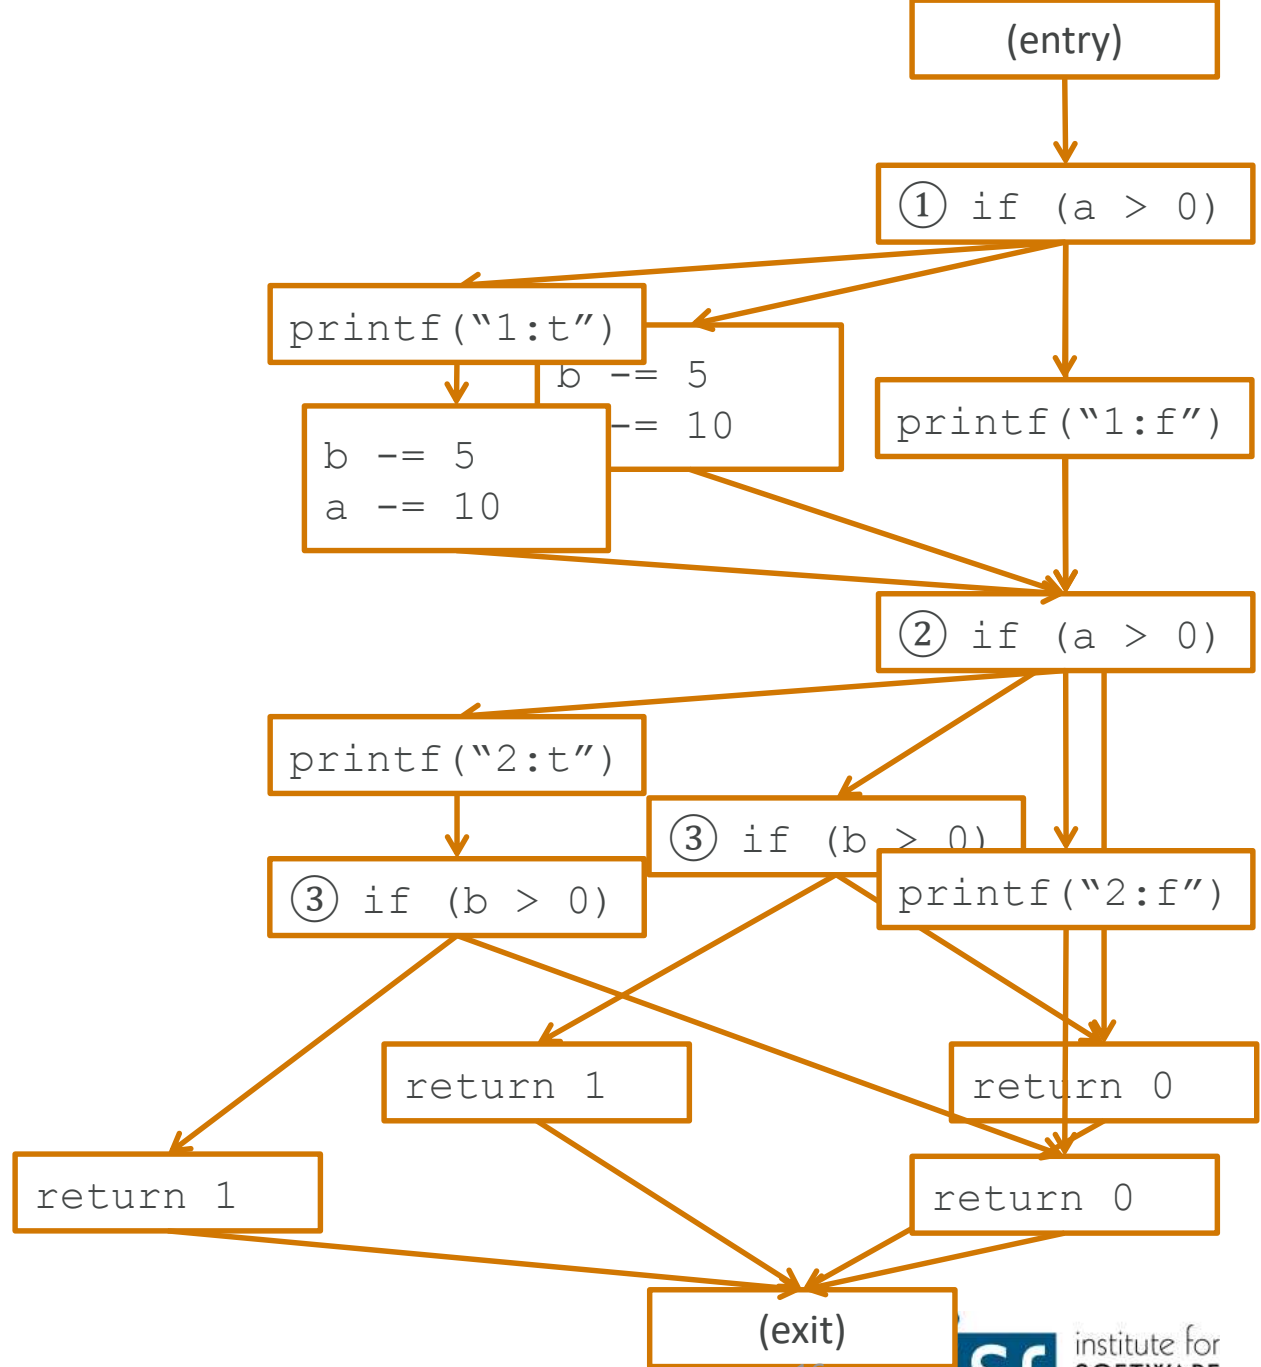 (entry)
① if (a > 0)
printf("1:t")
b -= 5
-= 10
printf("1:f")
b -= 5
a -= 10
② if (a > 0)
printf("2:t")
③ if (b > 0)
③ if (b > 0)
printf("2:f")
return 1
return 0
return 1
return 0
(exit)
institute for